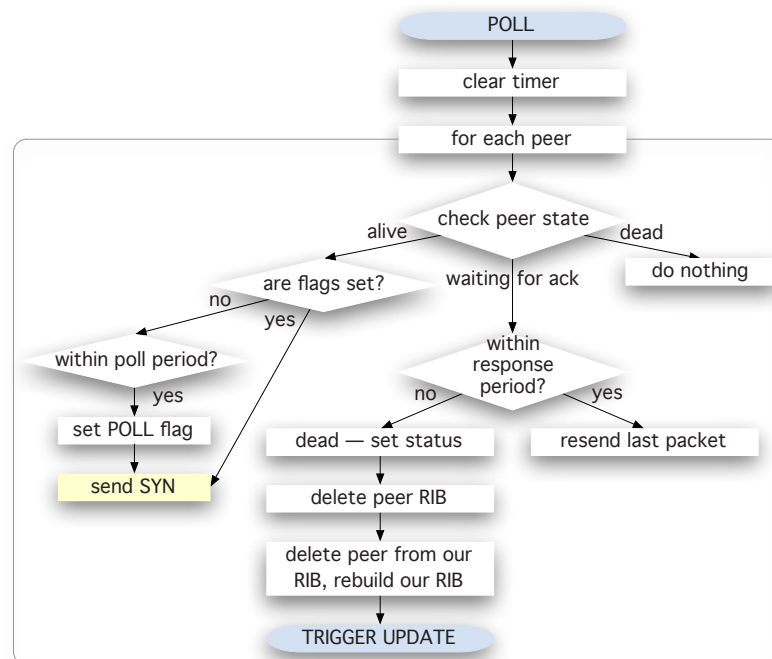 POLL
clear timer
for each peer
check peer state
alive
dead
do nothing
are flags set?
waiting for ack
no
yes
within poll period?
within
response
period?
yes
no
yes
set POLL flag
dead — set status
resend last packet
send SYN
delete peer RIB
delete peer from our
RIB, rebuild our RIB
TRIGGER UPDATE